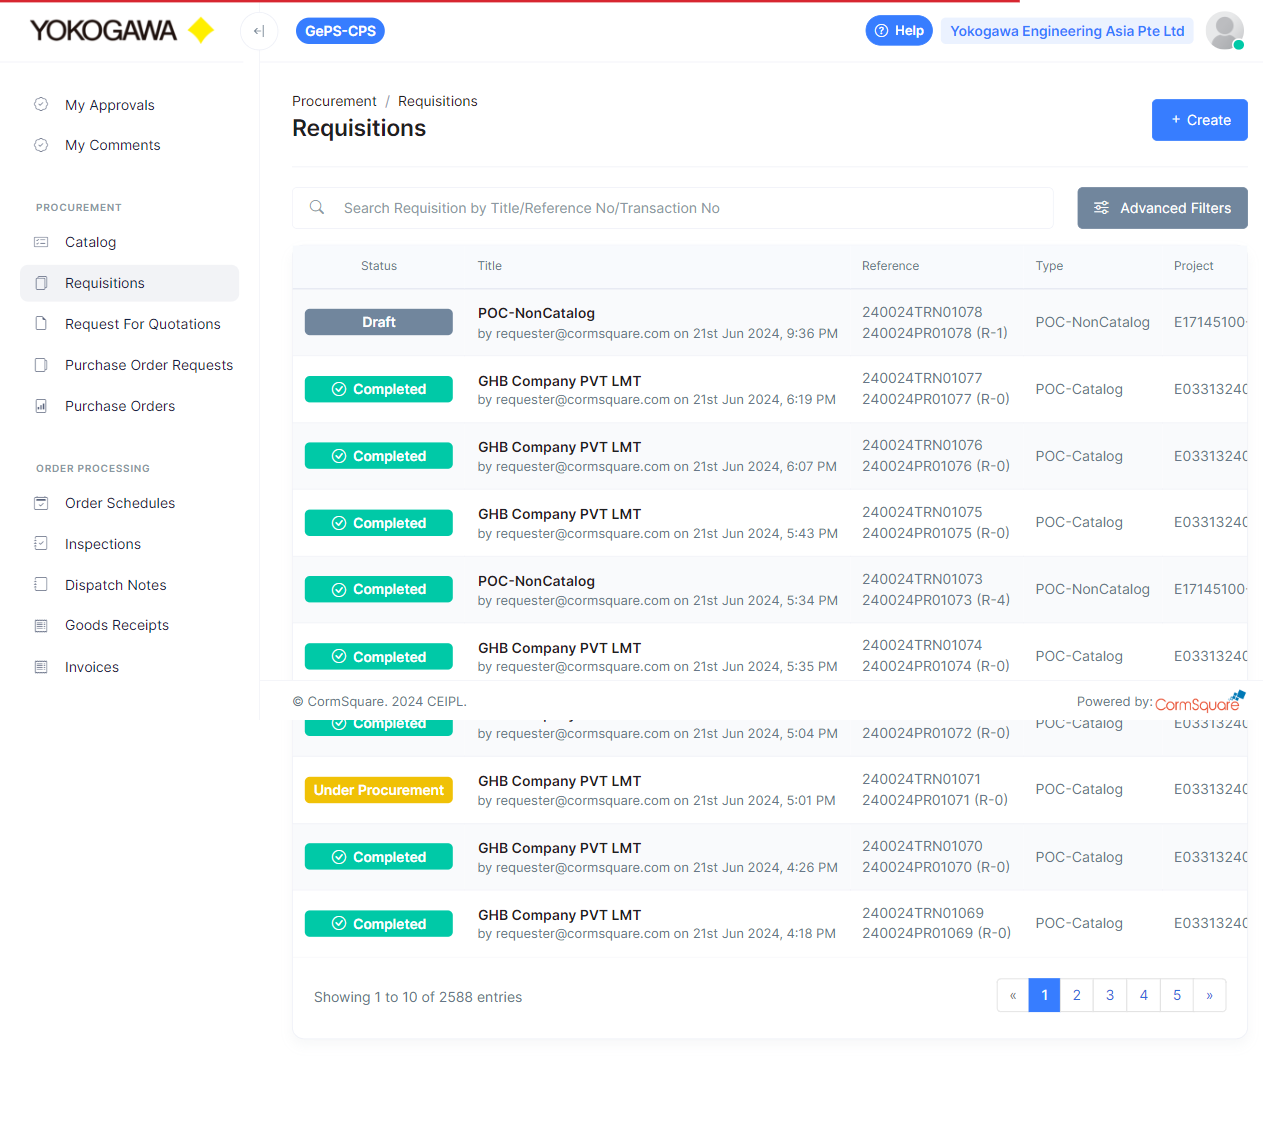 YOKOGAWA
GePS-CPS
Help
Yokogawa Engineering Asia Pte Ltd
My Approvals
My Comments
PROCUREMENT
Catalog
Requisitions
Request For Quotations
Purchase Order Requests
Purchase Orders
ORDER PROCESSING
Order Schedules
Inspections
Dispatch Notes
Goods Receipts
Invoices
Procurement / Requisitions
Requisitions
+ Create
Search Requisition by Title/Reference No/Transaction No
Advanced Filters
Status Title Reference Type Project
Draft
POC-NonCatalog
by requester@cormsquare.com on 21st Jun 2024, 9:36 PM
240024TRN01078
240024PR01078 (R-1)
POC-NonCatalog
E17145100-
Completed
GHB Company PVT LMT
by requester@cormsquare.com on 21st Jun 2024, 6:19 PM
240024TRN01077
240024PR01077 (R-0)
POC-Catalog
E0331324
Completed
GHB Company PVT LMT
by requester@cormsquare.com on 21st Jun 2024, 6:07 PM
240024TRN01076
240024PR01076 (R-0)
POC-Catalog
E0331324
Completed
GHB Company PVT LMT
by requester@cormsquare.com on 21st Jun 2024, 5:43 PM
240024TRN01075
240024PR01075 (R-0)
POC-Catalog
E0331324
Completed
POC-NonCatalog
by requester@cormsquare.com on 21st Jun 2024, 5:34 PM
240024TRN01073
240024PR01073 (R-4)
POC-NonCatalog
E17145100-
Completed
GHB Company PVT LMT
by requester@cormsquare.com on 21st Jun 2024, 5:35 PM
240024TRN01074
240024PR01074 (R-0)
POC-Catalog
E0331324
© CormSquare. 2024 CEIPL.
Powered by: CormSquare
Completed
by requester@cormsquare.com on 21st Jun 2024, 5:04 PM
240024PR01072 (R-0)
POC-Catalog
E0331324
Under Procurement
GHB Company PVT LMT
by requester@cormsquare.com on 21st Jun 2024, 5:01 PM
240024TRN01071
240024PR01071 (R-0)
POC-Catalog
E0331324
Completed
GHB Company PVT LMT
by requester@cormsquare.com on 21st Jun 2024, 4:26 PM
240024TRN01070
240024PR01070 (R-0)
POC-Catalog
E0331324
Completed
GHB Company PVT LMT
by requester@cormsquare.com on 21st Jun 2024, 4:18 PM
240024TRN01069
240024PR01069 (R-0)
POC-Catalog
E0331324
Showing 1 to 10 of 2588 entries
« 1 2 3 4 5 »